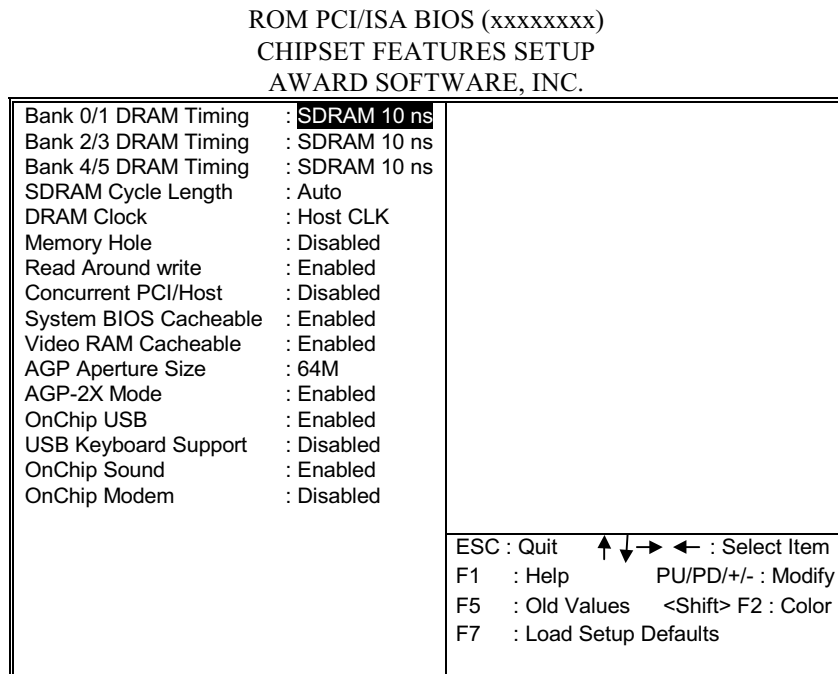 ROM PCI/ISA BIOS (xxxxxxxx)
CHIPSET FEATURES SETUP
AWARD SOFTWARE, INC.
Bank 0/1 DRAM Timing : SDRAM 10 ns
Bank 2/3 DRAM Timing : SDRAM 10 ns
Bank 4/5 DRAM Timing : SDRAM 10 ns
SDRAM Cycle Length : Auto
DRAM Clock : Host CLK
Memory Hole : Disabled
Read Around write : Enabled
Concurrent PCI/Host : Disabled
System BIOS Cacheable : Enabled
Video RAM Cacheable : Enabled
AGP Aperture Size : 64M
AGP-2X Mode : Enabled
OnChip USB : Enabled
USB Keyboard Support : Disabled
OnChip Sound : Enabled
OnChip Modem : Disabled
ESC : Quit ↑ ↓ → ← : Select Item
F1 : Help PU/PD/+/- : Modify
F5 : Old Values <Shift> F2 : Color
F7 : Load Setup Defaults